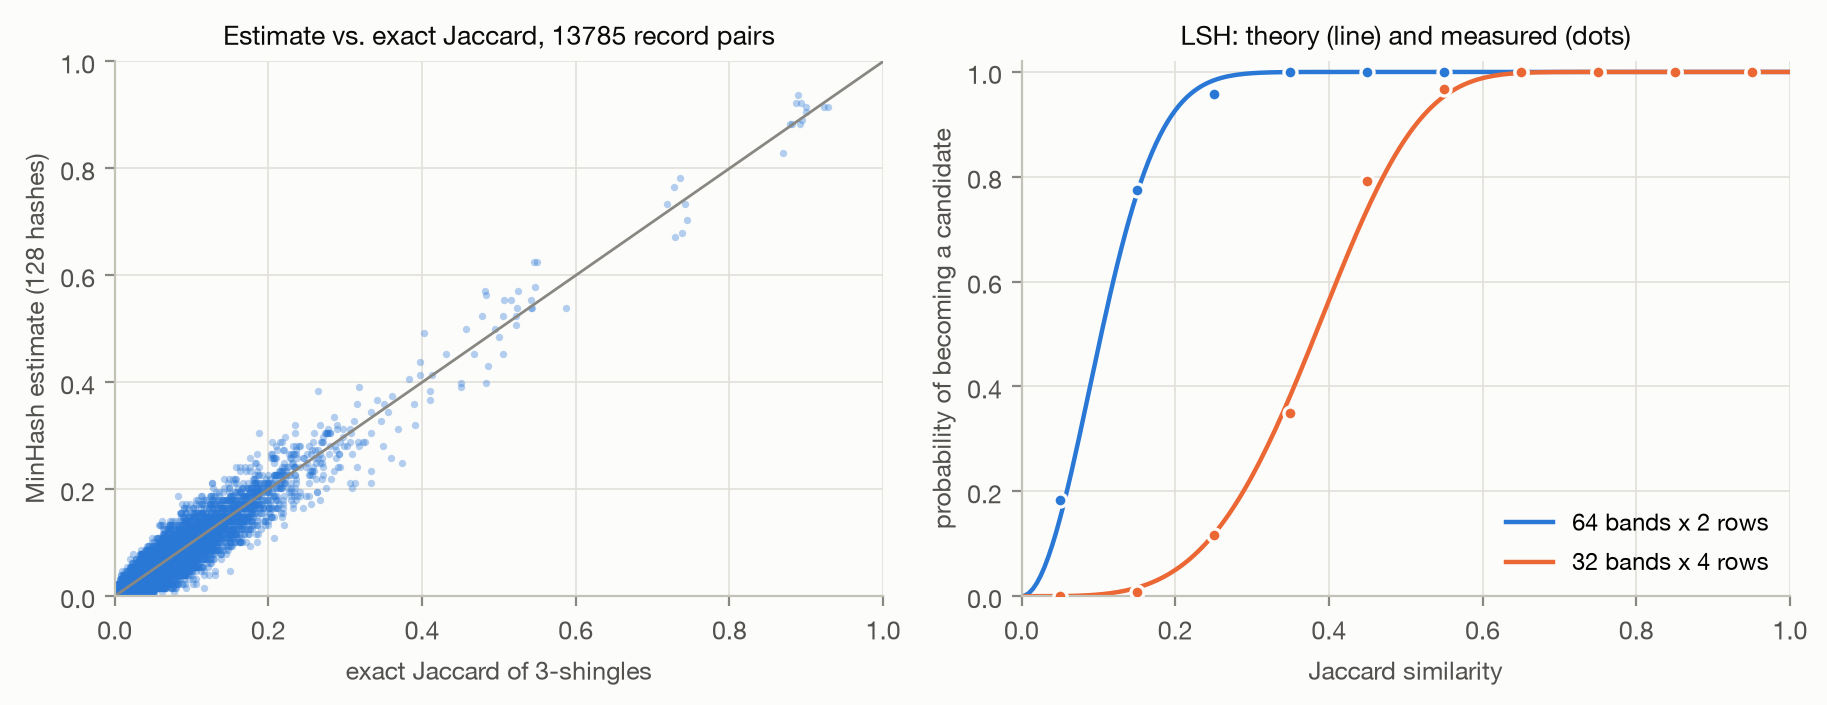 Estimate vs. exact Jaccard, 13785 record pairs
MinHash estimate (128 hashes)
1.0
0.8
0.6
0.4
0.2
0.0
0.0 0.2 0.4 0.6 0.8 1.0
exact Jaccard of 3-shingles
LSH: theory (line) and measured (dots)
probability of becoming a candidate
1.0
0.8
0.6
0.4
0.2
0.0
64 bands x 2 rows
32 bands x 4 rows
0.0 0.2 0.4 0.6 0.8 1.0
Jaccard similarity